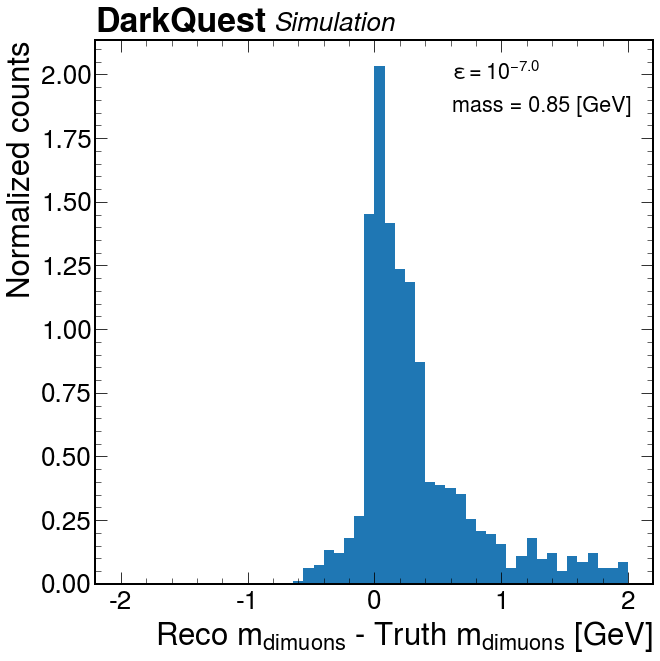 DarkQuest Simulation
ε = 10^−7.0
mass = 0.85 [GeV]
Normalized counts
2.00
1.75
1.50
1.25
1.00
0.75
0.50
0.25
0.00
-2 -1 0 1 2
Reco m_dimuons - Truth m_dimuons [GeV]